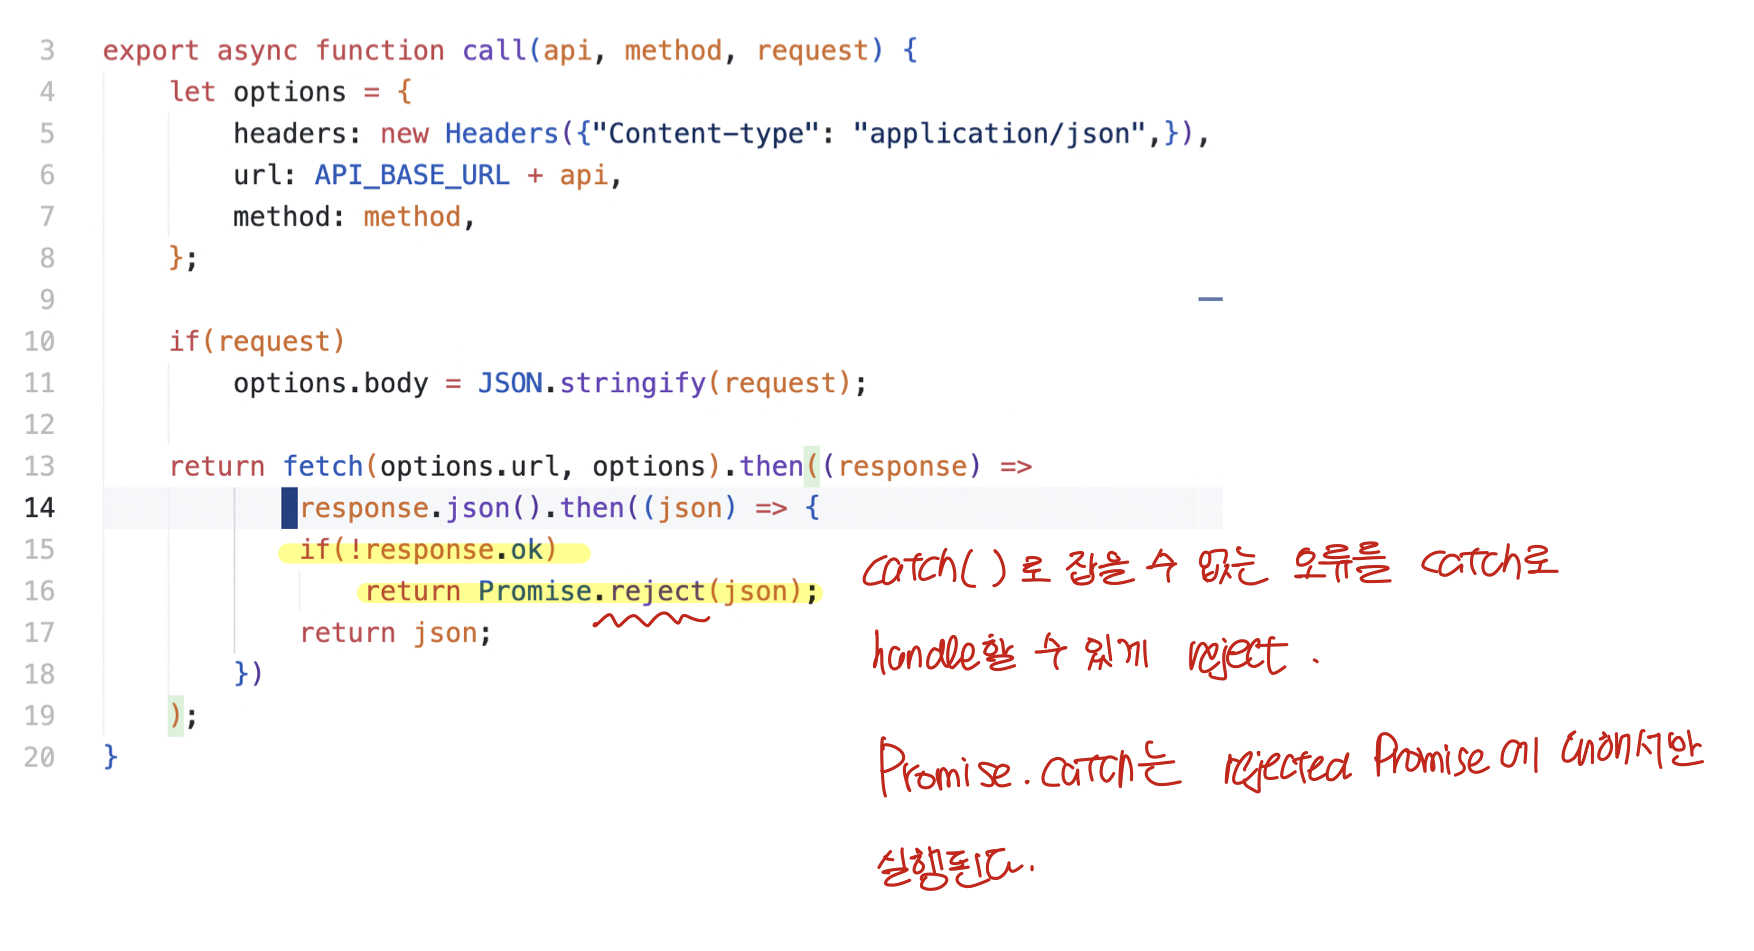 3 export async function call(api, method, request) {
4 let options = {
5 headers: new Headers({"Content-type": "application/json",}),
6 url: API_BASE_URL + api,
7 method: method,
8 };
9
10 if(request)
11 options.body = JSON.stringify(request);
12
13 return fetch(options.url, options).then((response) =>
14 response.json().then((json) => {
15 if(!response.ok)
16 return Promise.reject(json);
17 return json;
18 })
19 );
20 }
catch()로 잡을 수 없는 오류를 catch로
handle할 수 있게 reject.
Promise.catch는 rejected Promise에 대해서만
실행된다.